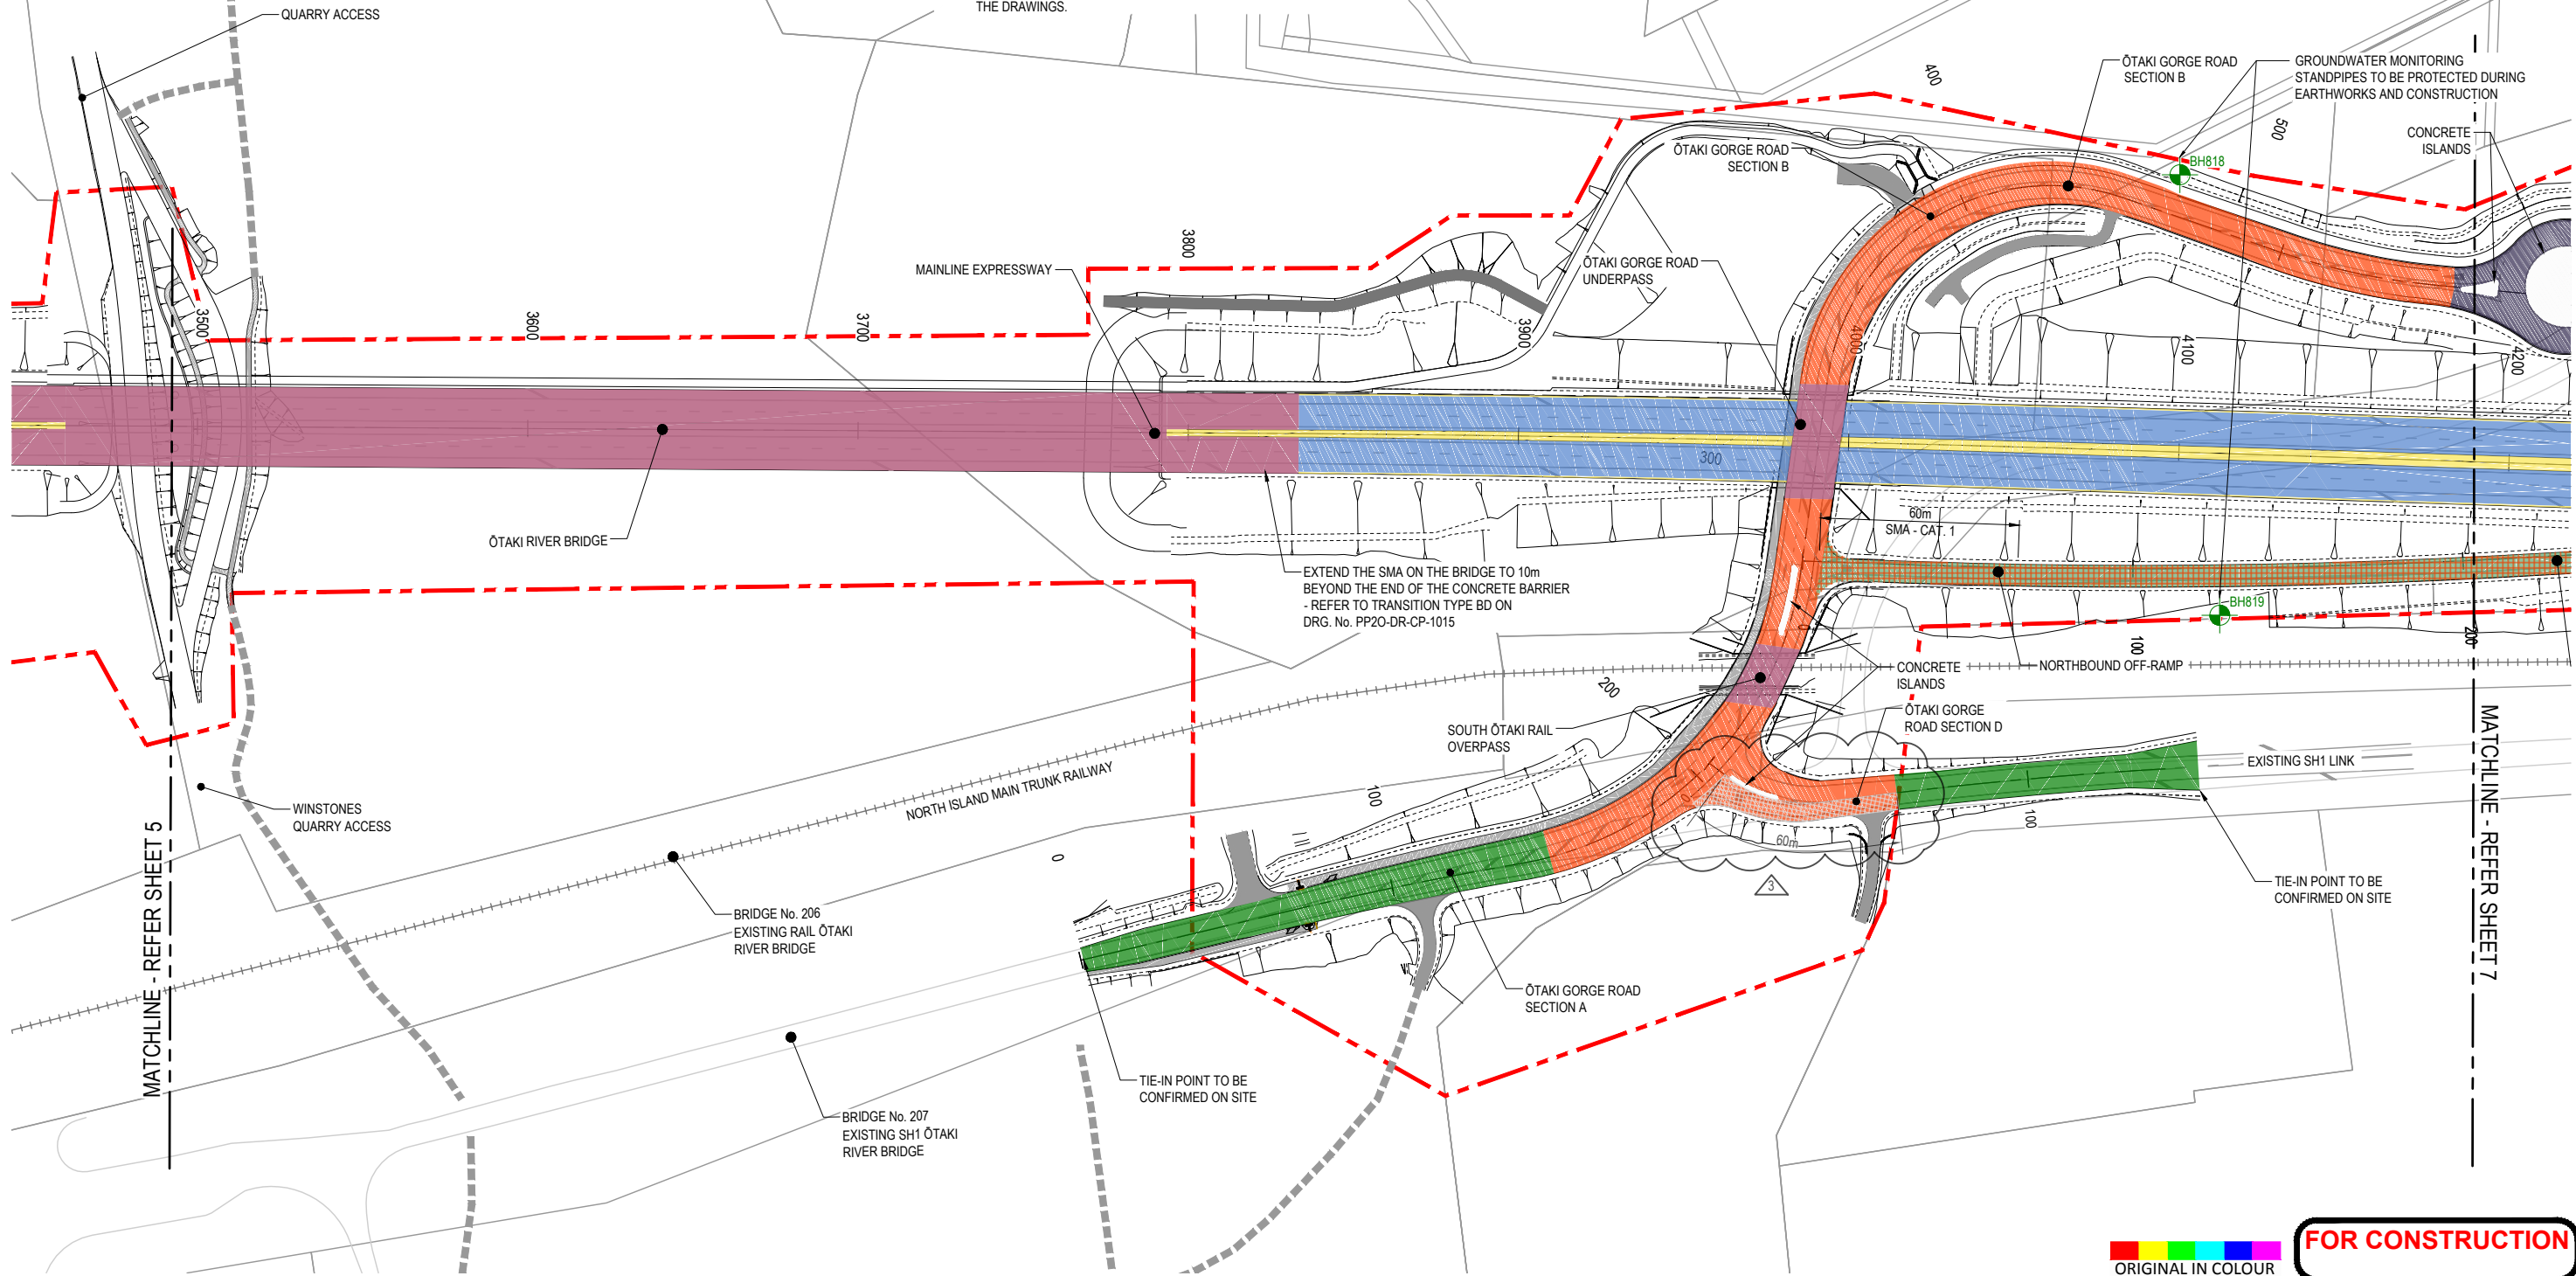 THE DRAWINGS.
QUARRY ACCESS
400
ŌTAKI GORGE ROAD
SECTION B
GROUNDWATER MONITORING
STANDPIPES TO BE PROTECTED DURING
EARTHWORKS AND CONSTRUCTION
500
CONCRETE
ISLANDS
ŌTAKI GORGE ROAD
SECTION B
BH818
3800
MAINLINE EXPRESSWAY
ŌTAKI GORGE ROAD
UNDERPASS
3500
3600
3700
3900
4000
4100
4200
300
60m
SMA - CAT. 1
ŌTAKI RIVER BRIDGE
EXTEND THE SMA ON THE BRIDGE TO 10m
BEYOND THE END OF THE CONCRETE BARRIER
- REFER TO TRANSITION TYPE BD ON
DRG. No. PP2O-DR-CP-1015
BH819
0
100
200
CONCRETE
ISLANDS
NORTHBOUND OFF-RAMP
200
ŌTAKI GORGE
ROAD SECTION D
SOUTH ŌTAKI RAIL
OVERPASS
EXISTING SH1 LINK
NORTH ISLAND MAIN TRUNK RAILWAY
WINSTONES
QUARRY ACCESS
100
0
100
60m
0
3
TIE-IN POINT TO BE
CONFIRMED ON SITE
BRIDGE No. 206
EXISTING RAIL ŌTAKI
RIVER BRIDGE
ŌTAKI GORGE ROAD
SECTION A
TIE-IN POINT TO BE
CONFIRMED ON SITE
BRIDGE No. 207
EXISTING SH1 ŌTAKI
RIVER BRIDGE
MATCHLINE - REFER SHEET 5
MATCHLINE - REFER SHEET 7
ORIGINAL IN COLOUR
FOR CONSTRUCTION